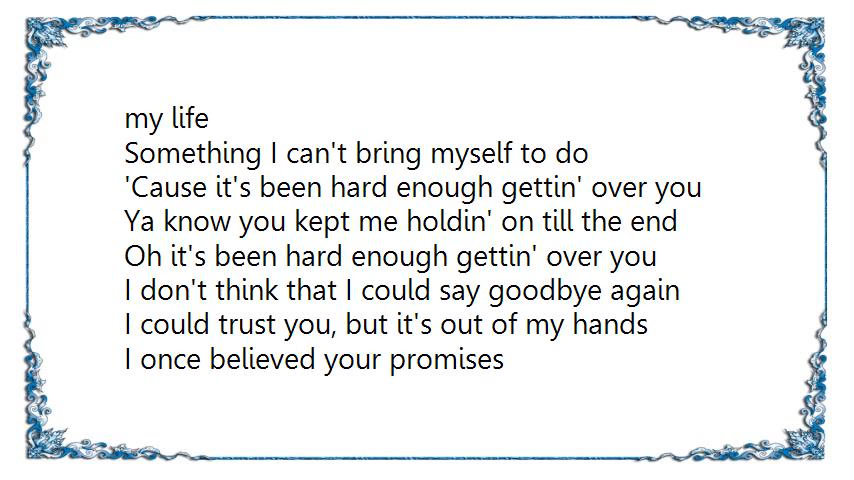 my life
Something I can't bring myself to do
'Cause it's been hard enough gettin' over you
Ya know you kept me holdin' on till the end
Oh it's been hard enough gettin' over you
I don't think that I could say goodbye again
I could trust you, but it's out of my hands
I once believed your promises